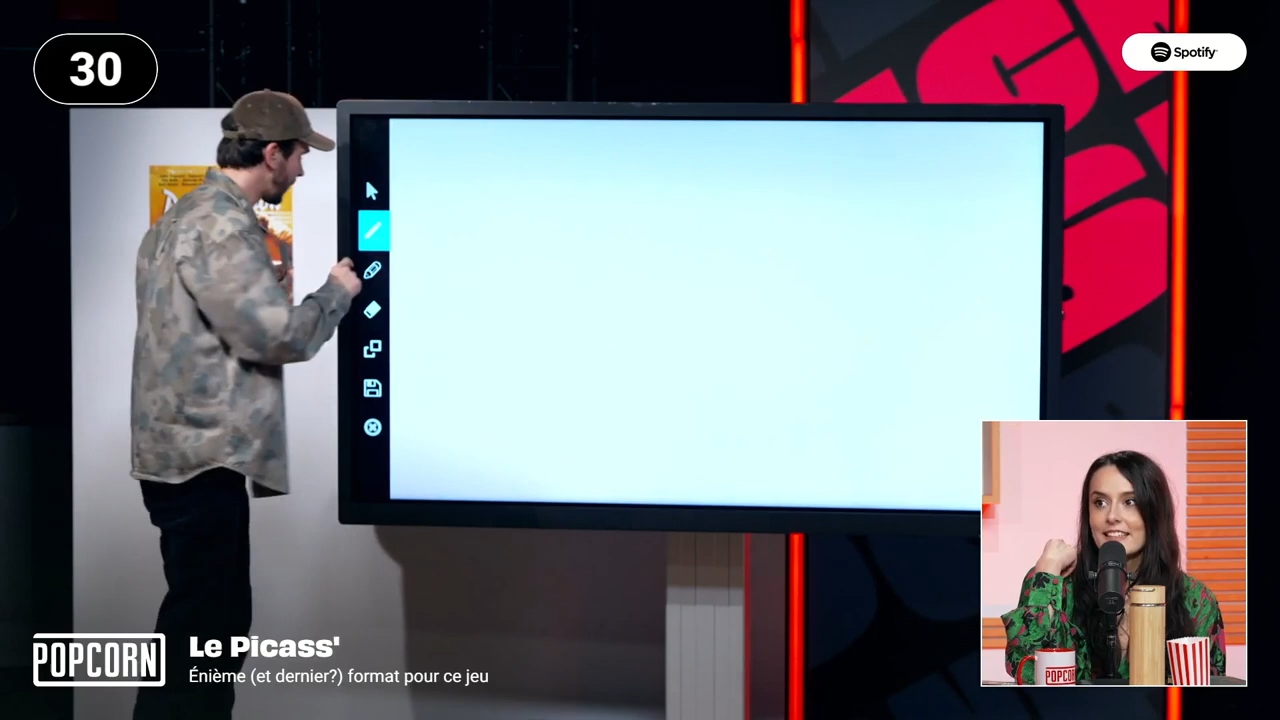 30
Spotify
POPCORN
Le Picass'
Énième (et dernier?) format pour ce jeu
POPCORN